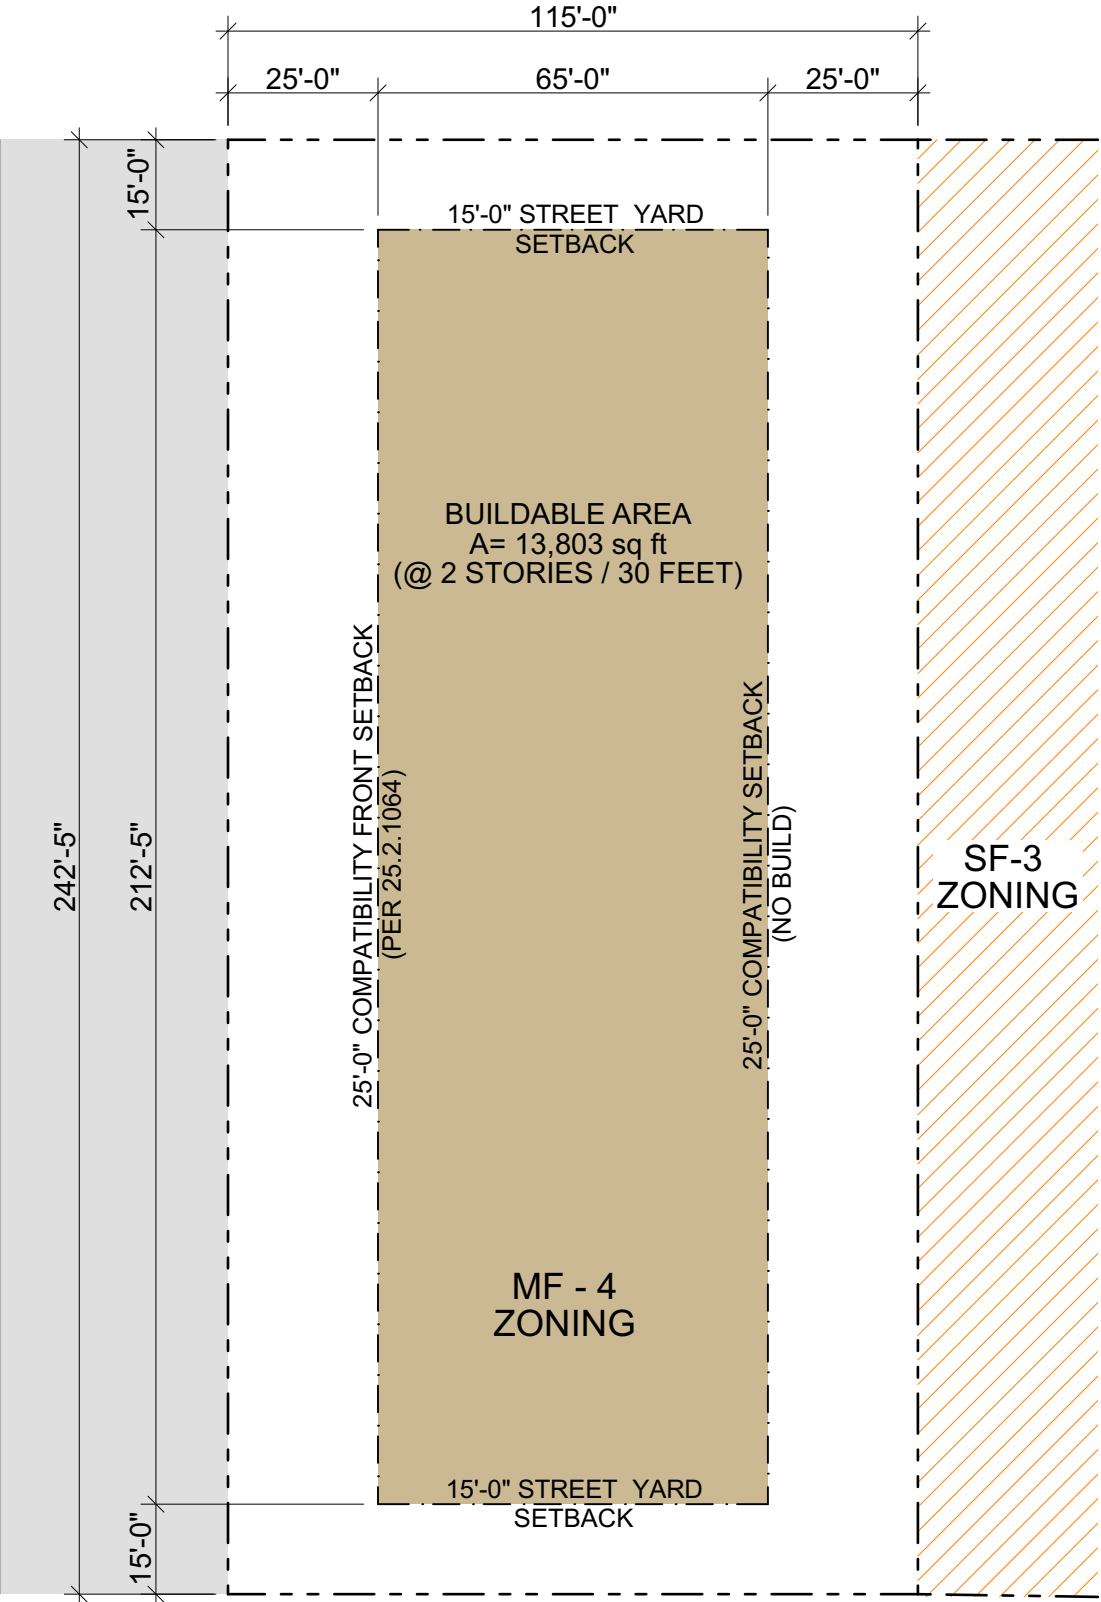 115'-0"
25'-0"
65'-0"
25'-0"
15'-0"
15'-0" STREET YARD
SETBACK
BUILDABLE AREA
A= 13,803 sq ft
(@ 2 STORIES / 30 FEET)
242'-5"
212'-5"
25'-0" COMPATIBILITY FRONT SETBACK
(PER 25.2.1064)
25'-0" COMPATIBILITY SETBACK
(NO BUILD)
SF-3
ZONING
MF - 4
ZONING
15'-0" STREET YARD
SETBACK
15'-0"